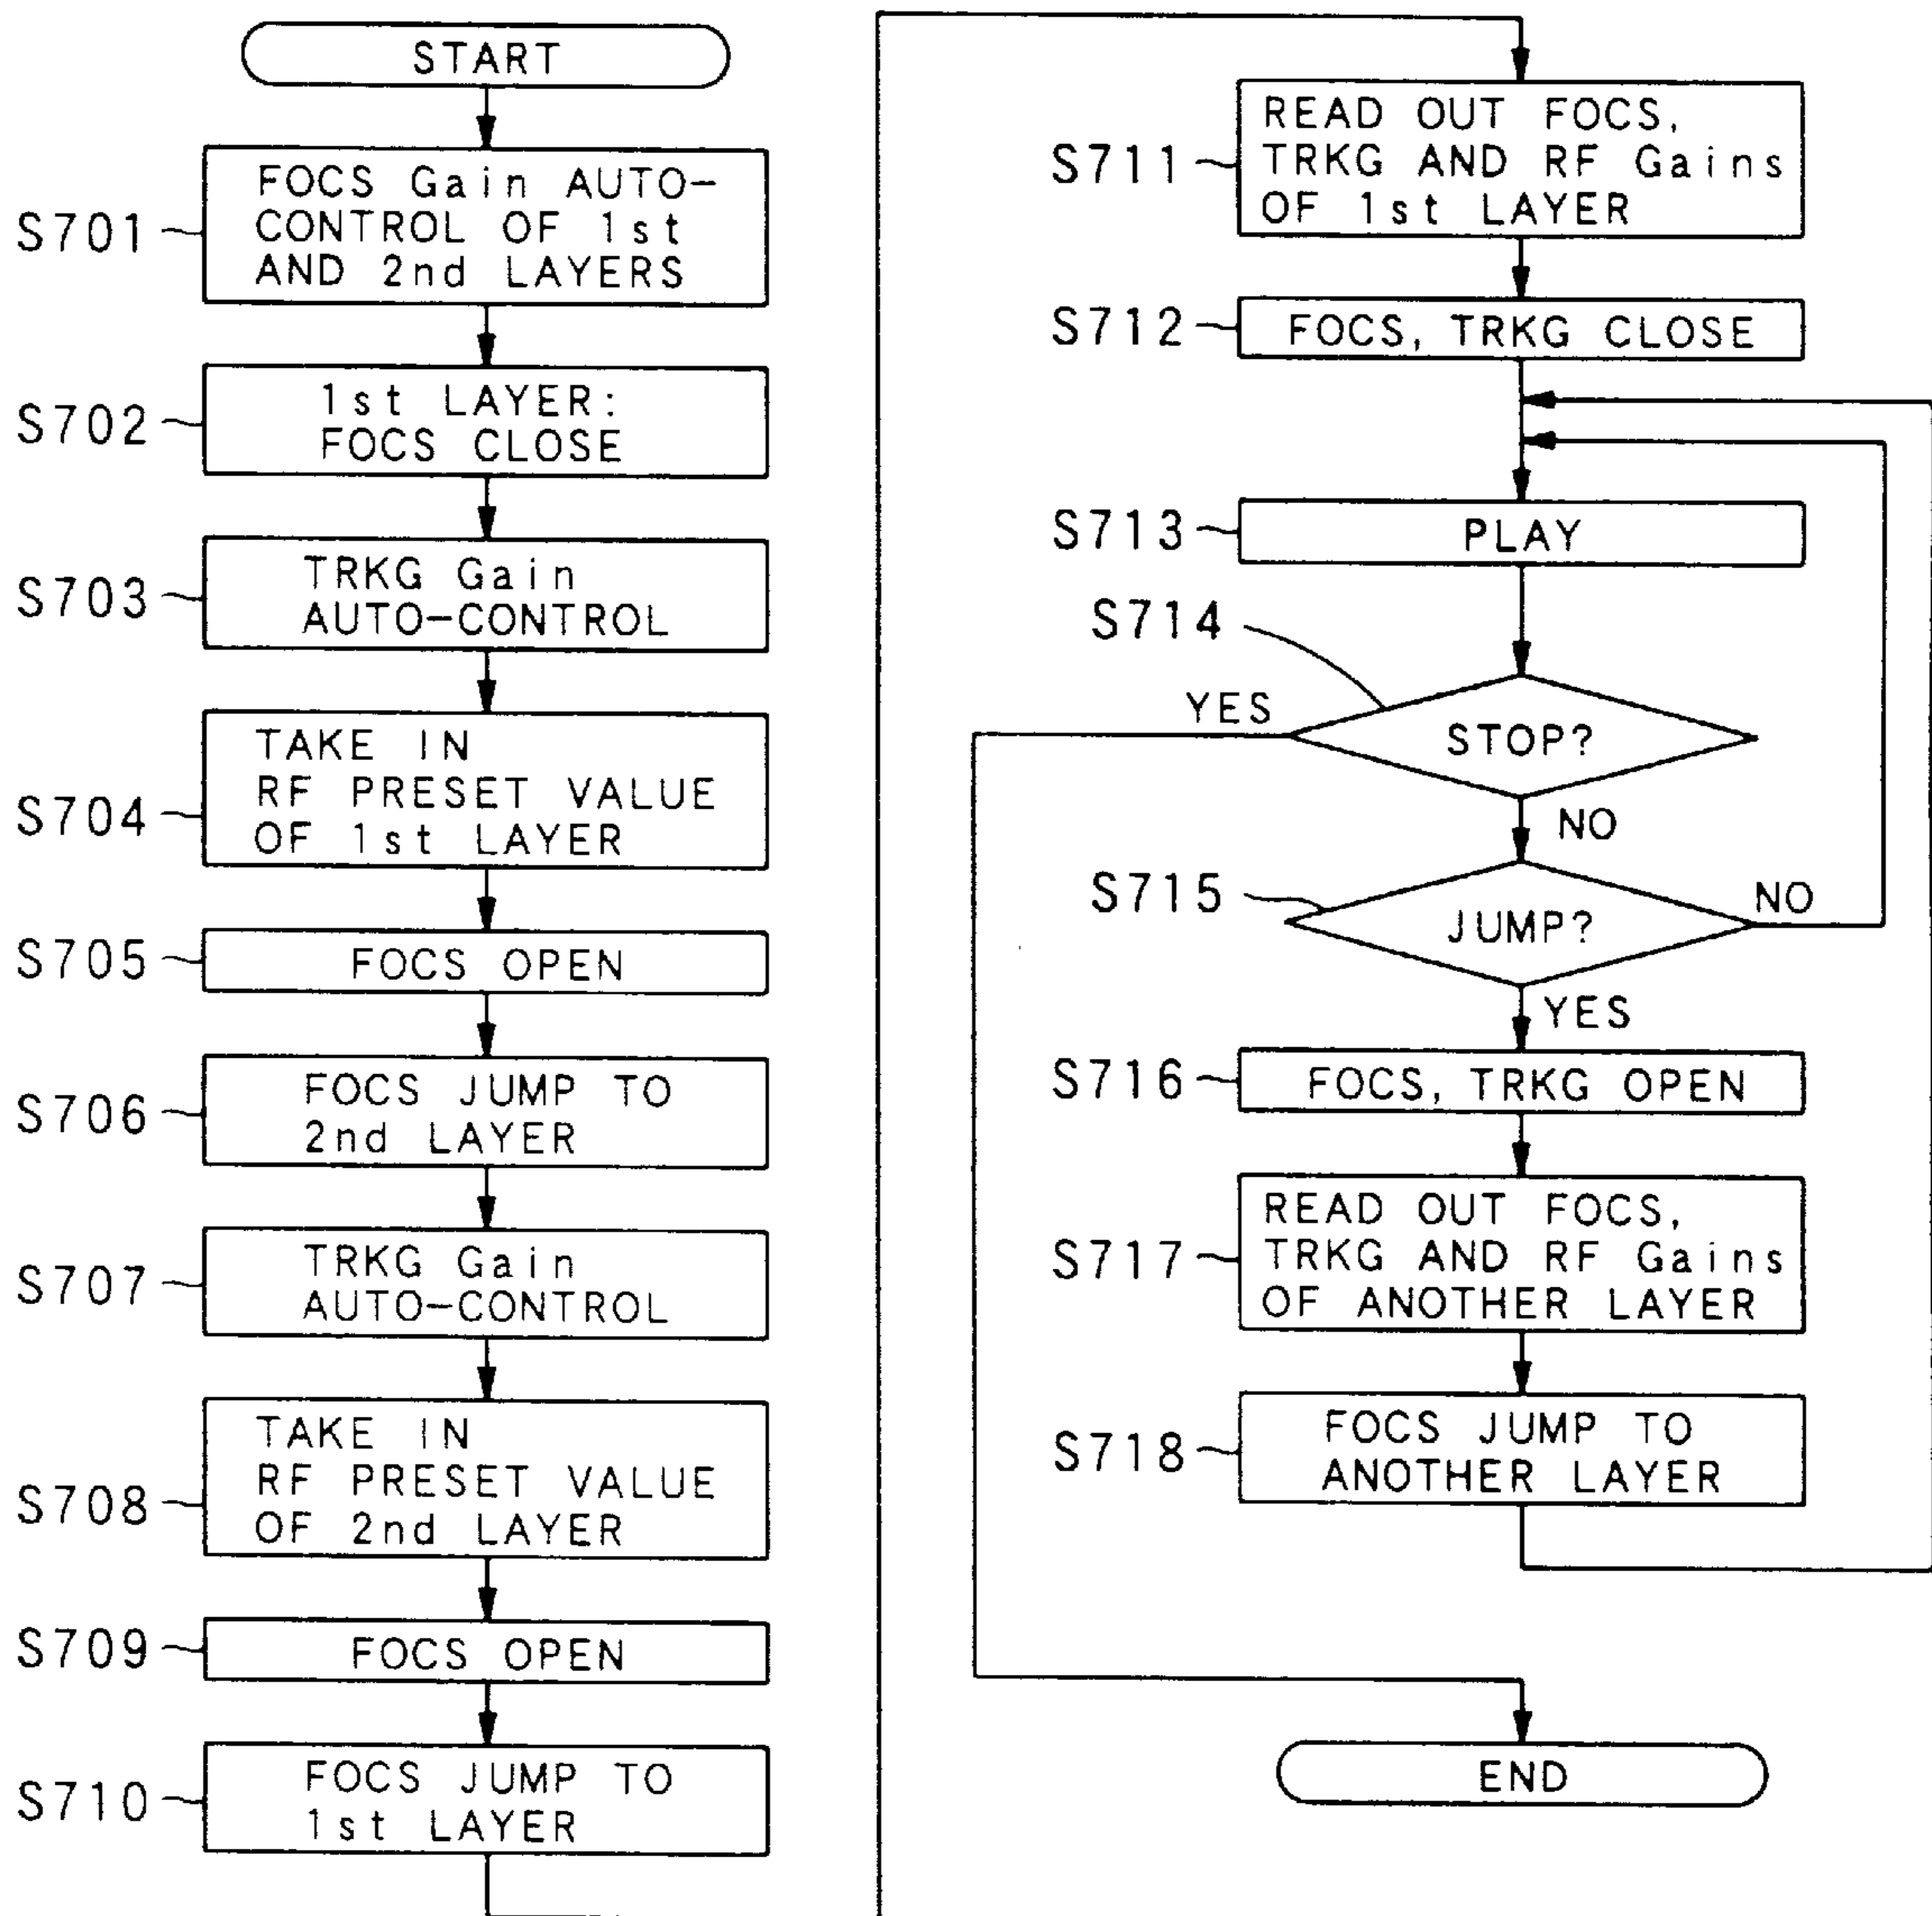 START
S701
FOCS Gain AUTO-
CONTROL OF 1st
AND 2nd LAYERS
S702
1st LAYER:
FOCS CLOSE
S703
TRKG Gain
AUTO-CONTROL
S704
TAKE IN
RF PRESET VALUE
OF 1st LAYER
S705
FOCS OPEN
S706
FOCS JUMP TO
2nd LAYER
S707
TRKG Gain
AUTO-CONTROL
S708
TAKE IN
RF PRESET VALUE
OF 2nd LAYER
S709
FOCS OPEN
S710
FOCS JUMP TO
1st LAYER
S711
READ OUT FOCS,
TRKG AND RF Gains
OF 1st LAYER
S712
FOCS, TRKG CLOSE
S713
PLAY
S714
YES
STOP?
NO
S715
JUMP?
NO
YES
S716
FOCS, TRKG OPEN
S717
READ OUT FOCS,
TRKG AND RF Gains
OF ANOTHER LAYER
S718
FOCS JUMP TO
ANOTHER LAYER
END